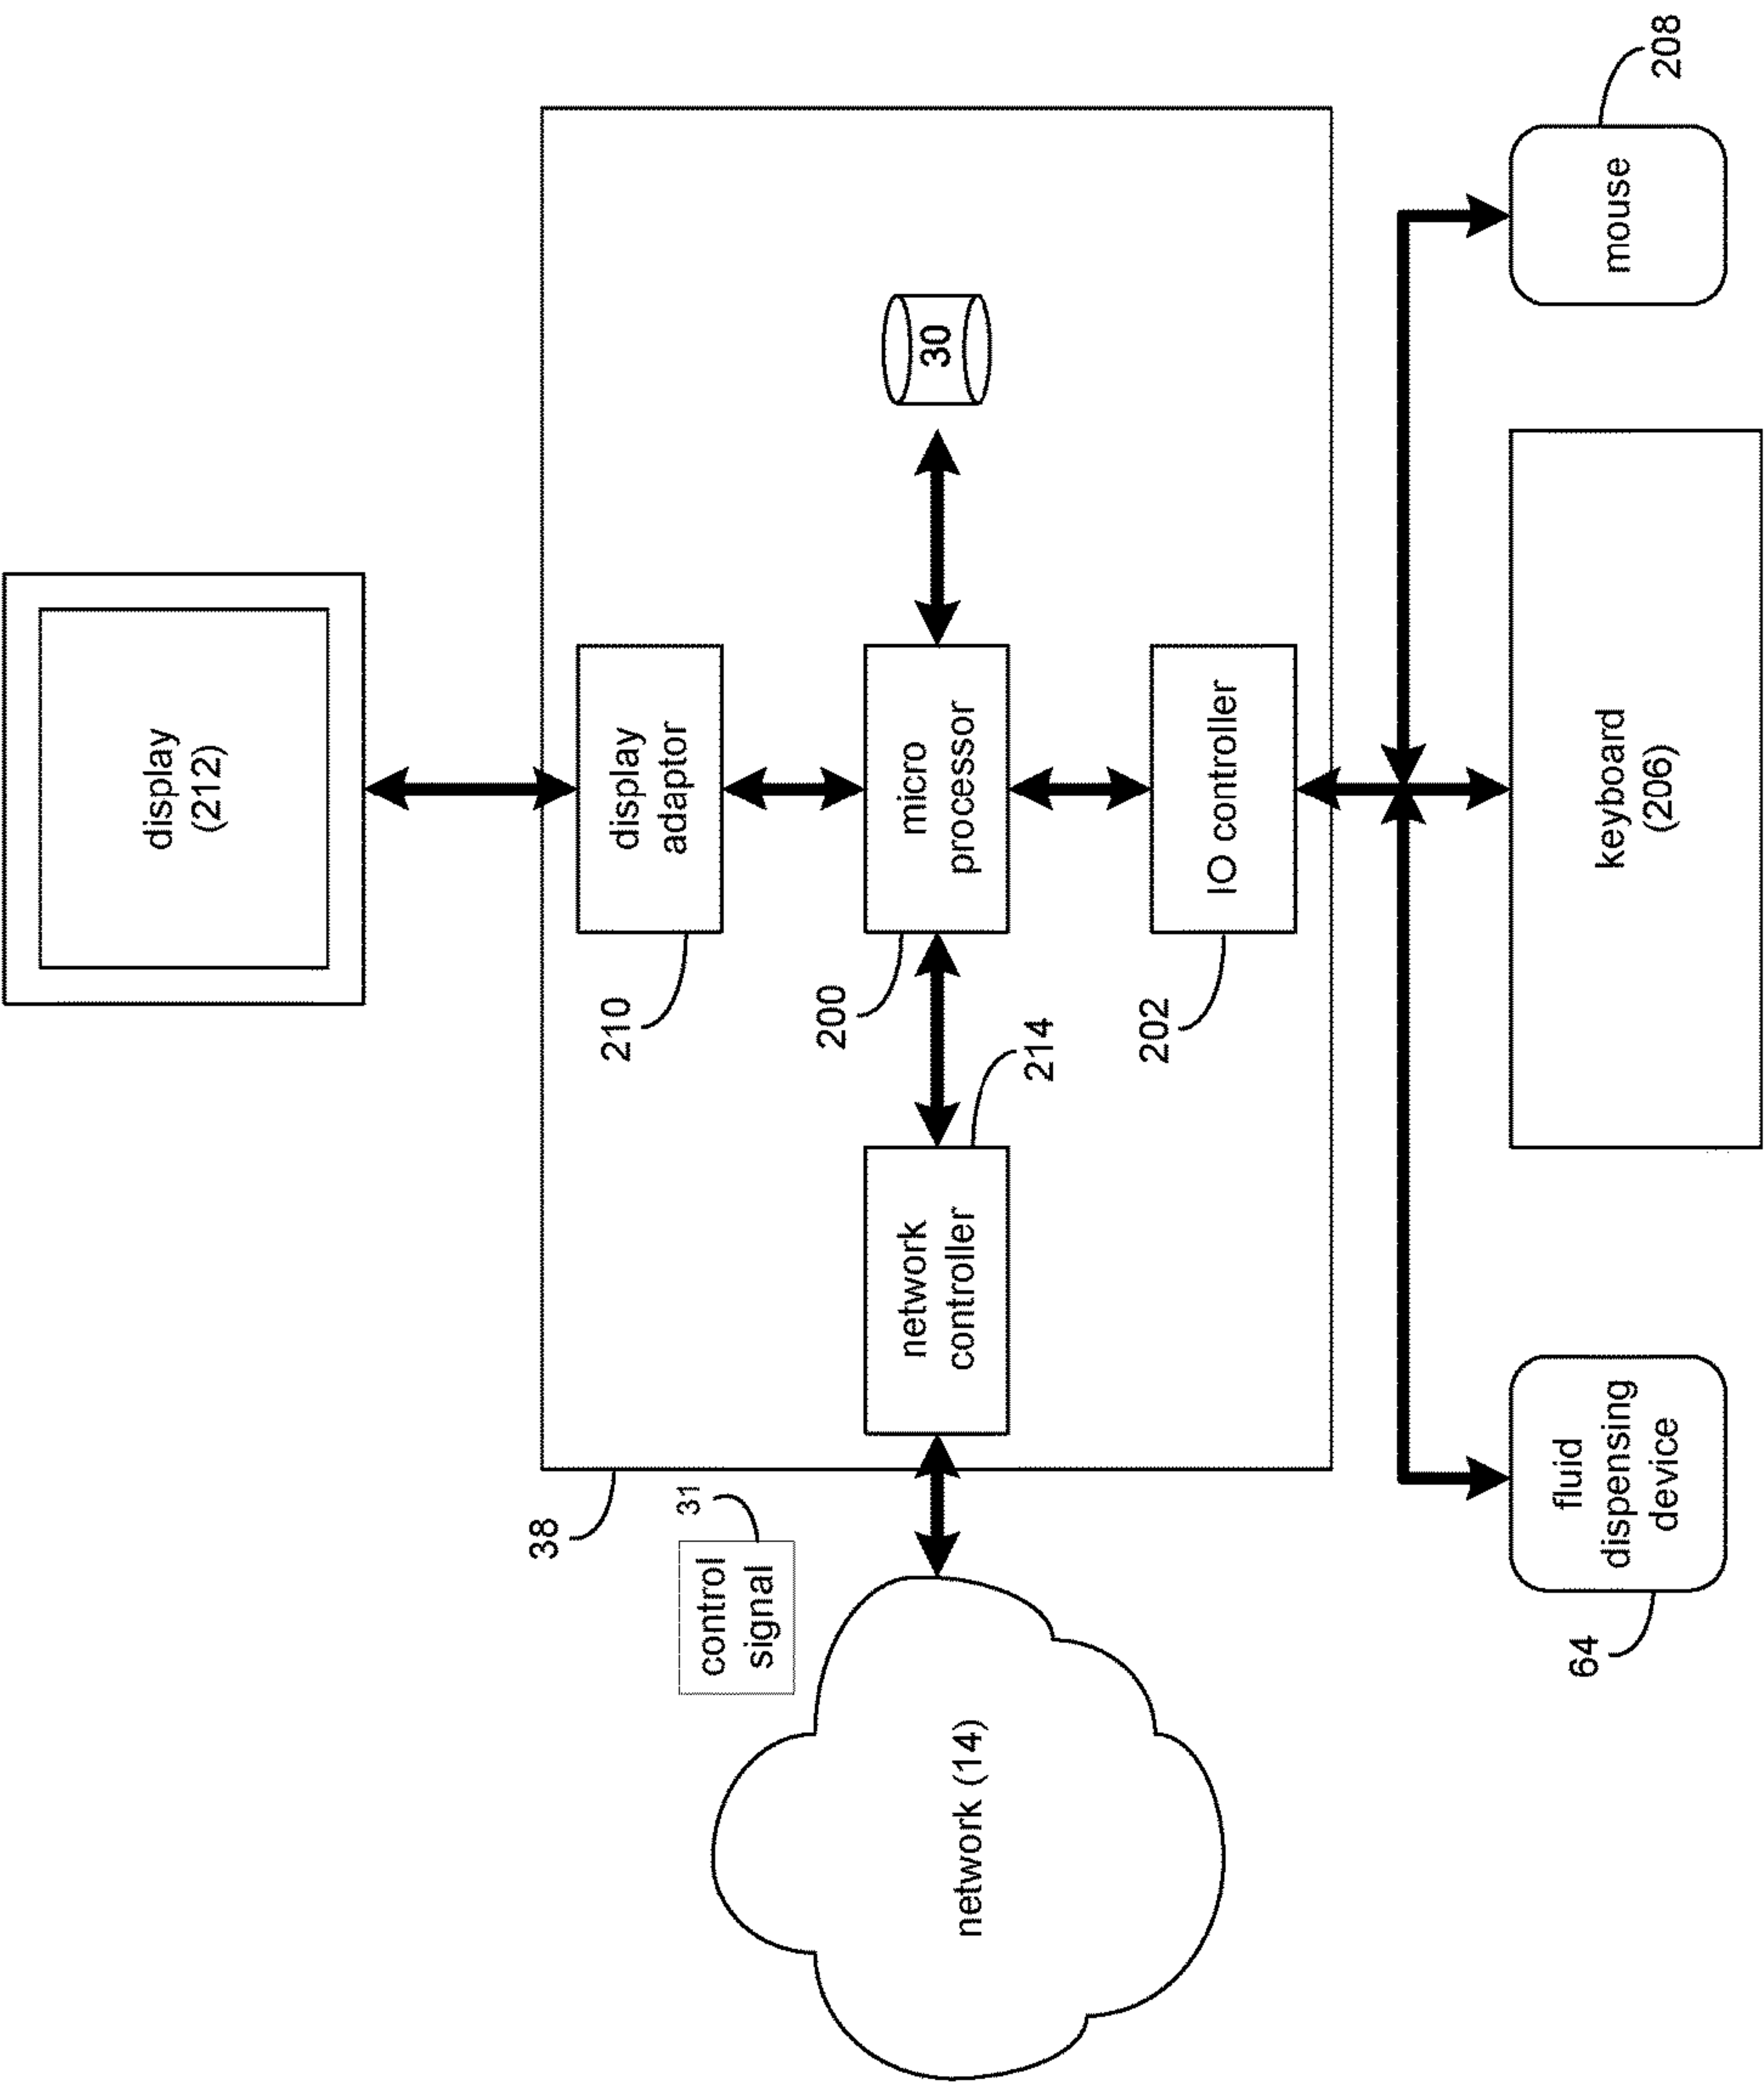 display
(212)
38
display
adaptor
210
control
signal
31
network (14)
network
controller
214
micro
processor
200
30
IO controller
202
fluid
dispensing
device
64
keyboard
(206)
mouse
208